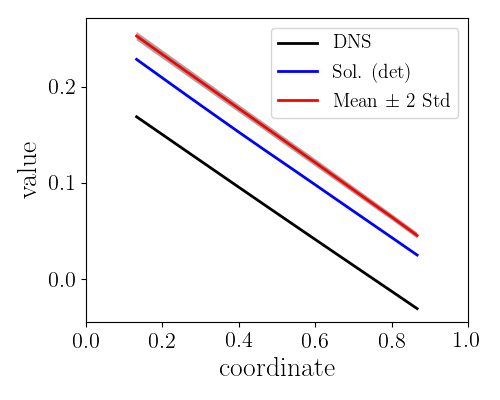 DNS
Sol. (det)
Mean ± 2 Std
value
0.2
0.1
0.0
0.0 0.2 0.4 0.6 0.8 1.0
coordinate